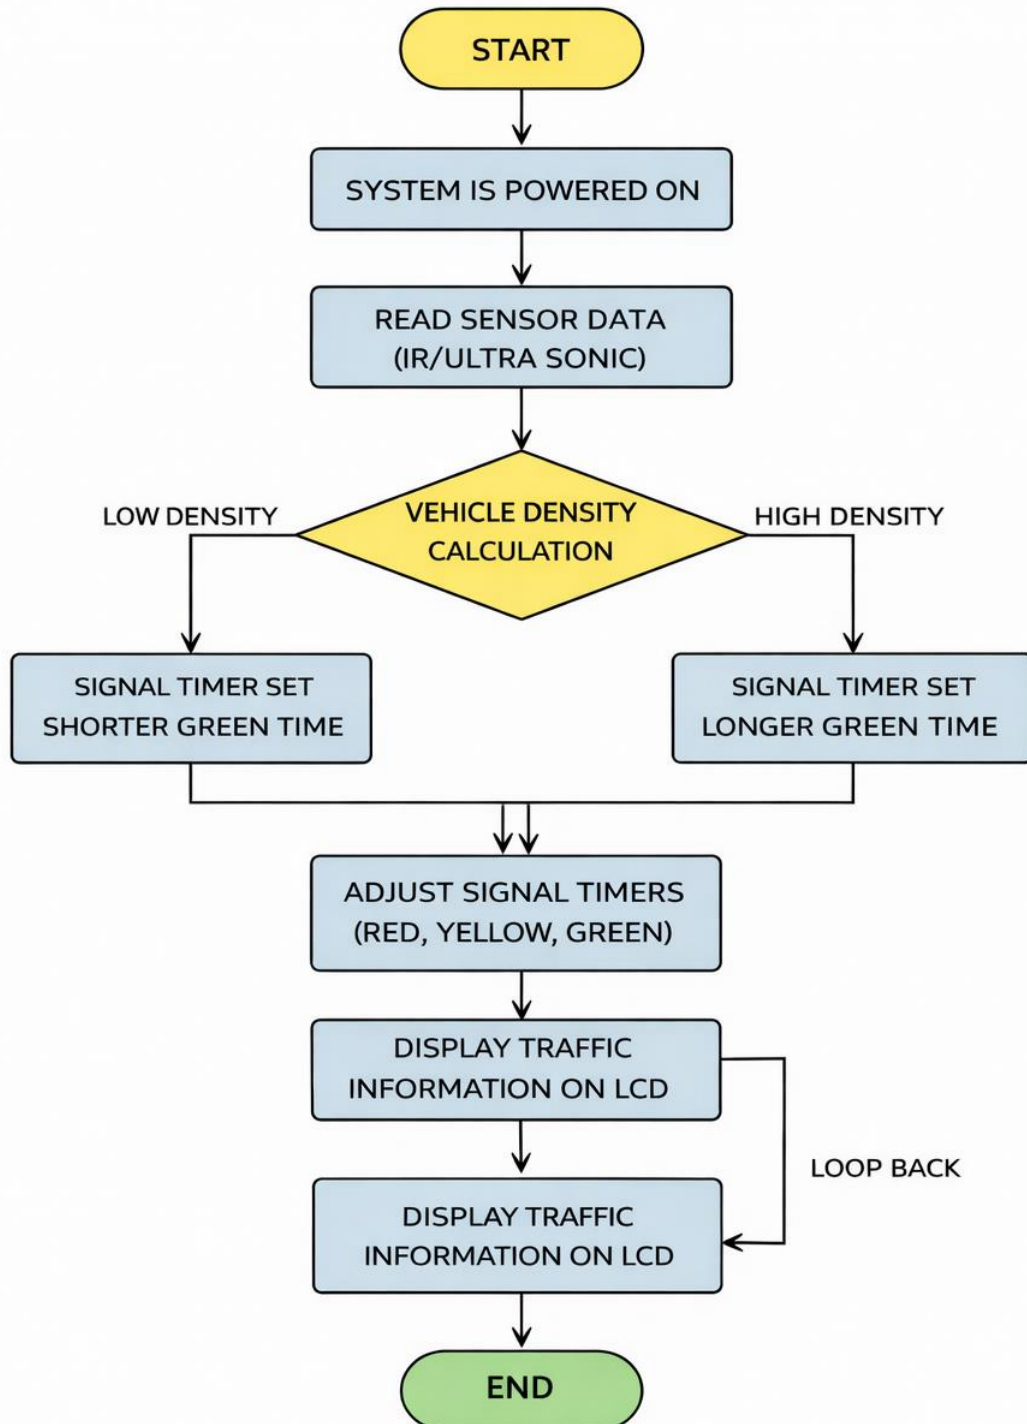 START
SYSTEM IS POWERED ON
READ SENSOR DATA
(IR/ULTRA SONIC)
VEHICLE DENSITY
CALCULATION
LOW DENSITY
HIGH DENSITY
SIGNAL TIMER SET
SHORTER GREEN TIME
SIGNAL TIMER SET
LONGER GREEN TIME
ADJUST SIGNAL TIMERS
(RED, YELLOW, GREEN)
DISPLAY TRAFFIC
INFORMATION ON LCD
LOOP BACK
DISPLAY TRAFFIC
INFORMATION ON LCD
END